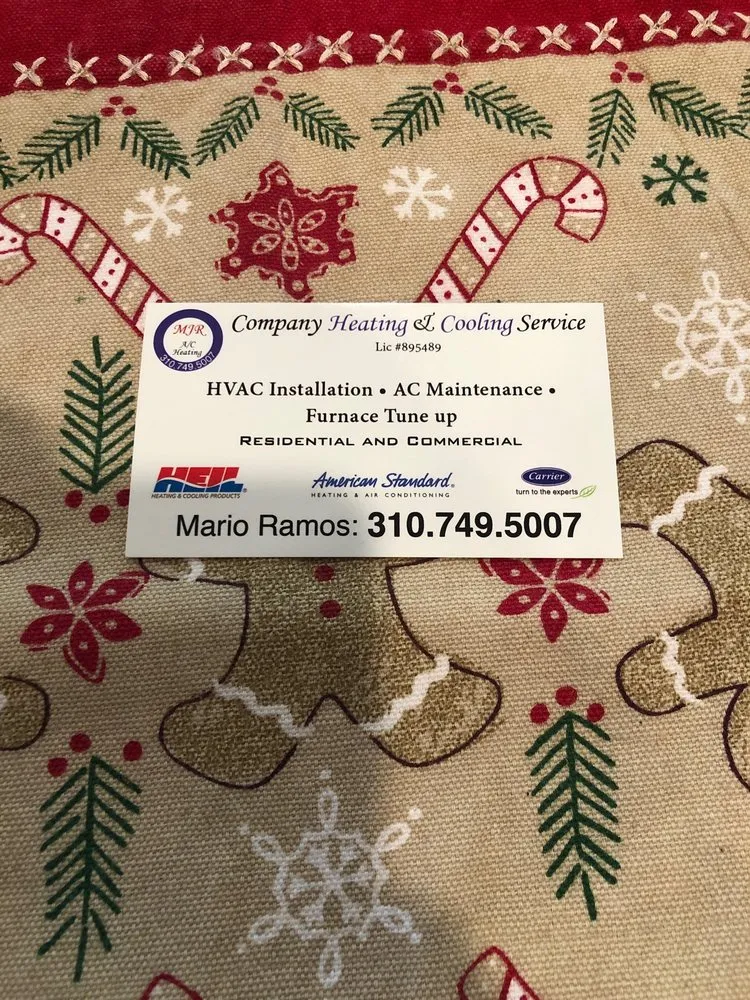 MJR
A/C
Heating
310.749.5007
Company Heating & Cooling Service
Lic #895489
HVAC Installation • AC Maintenance •
Furnace Tune up
Residential and Commercial
HEIL®
HEATING & COOLING PRODUCTS
American Standard®
HEATING & AIR CONDITIONING
Carrier
turn to the experts
Mario Ramos: 310.749.5007